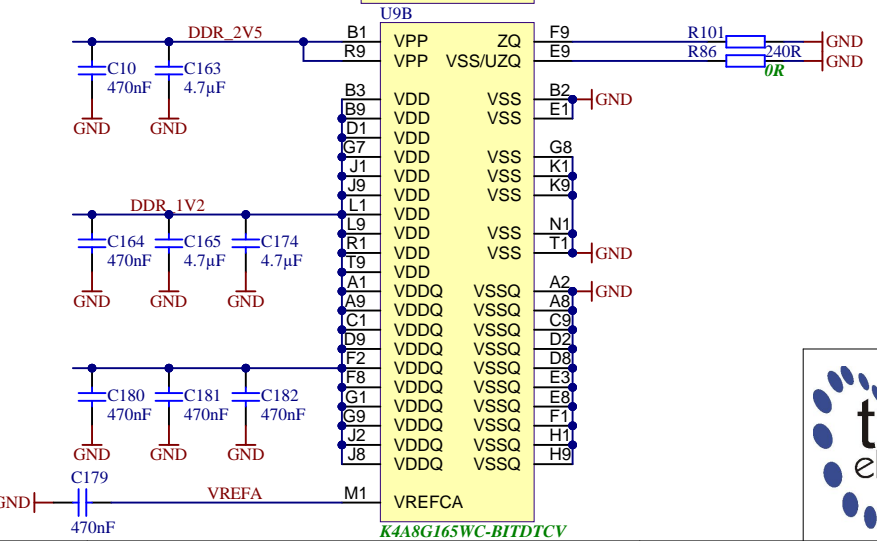 U9B
DDR_2V5
C10
470nF
C163
4.7µF
GND
GND
B1 VPP
R9 VPP
ZQ F9
VSS/UZQ E9
R101
R86
240R
0R
GND
GND
B3 VDD
B9 VDD
D1 VDD
G7 VDD
J1 VDD
J9 VDD
L1 VDD
L9 VDD
R1 VDD
T9 VDD
VSS B2
VSS E1
GND
VSS G8
VSS K1
VSS K9
VSS N1
VSS T1
GND
DDR_1V2
C164
470nF
C165
4.7µF
C174
4.7µF
GND
GND
GND
A1 VDDQ
A9 VDDQ
C1 VDDQ
D9 VDDQ
F2 VDDQ
F8 VDDQ
G1 VDDQ
G9 VDDQ
J2 VDDQ
J8 VDDQ
VSSQ A2
VSSQ A8
VSSQ C9
VSSQ D2
VSSQ D8
VSSQ E3
VSSQ E8
VSSQ F1
VSSQ H1
VSSQ H9
GND
C180
470nF
C181
470nF
C182
470nF
GND
GND
GND
C179
GND
470nF
VREFA
M1 VREFCA
K4A8G165WC-BITDTCV